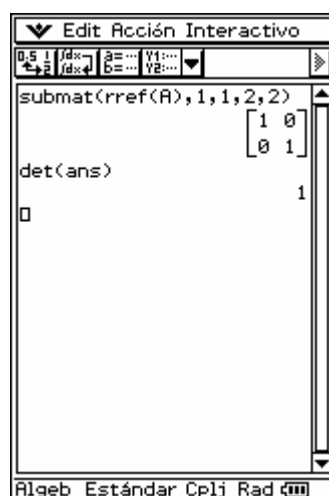 Edit Acción Interactivo
submat(rref(A),1,1,2,2)
[1 0
0 1]
det(ans)
1
Algeb Estándar Cplj Rad